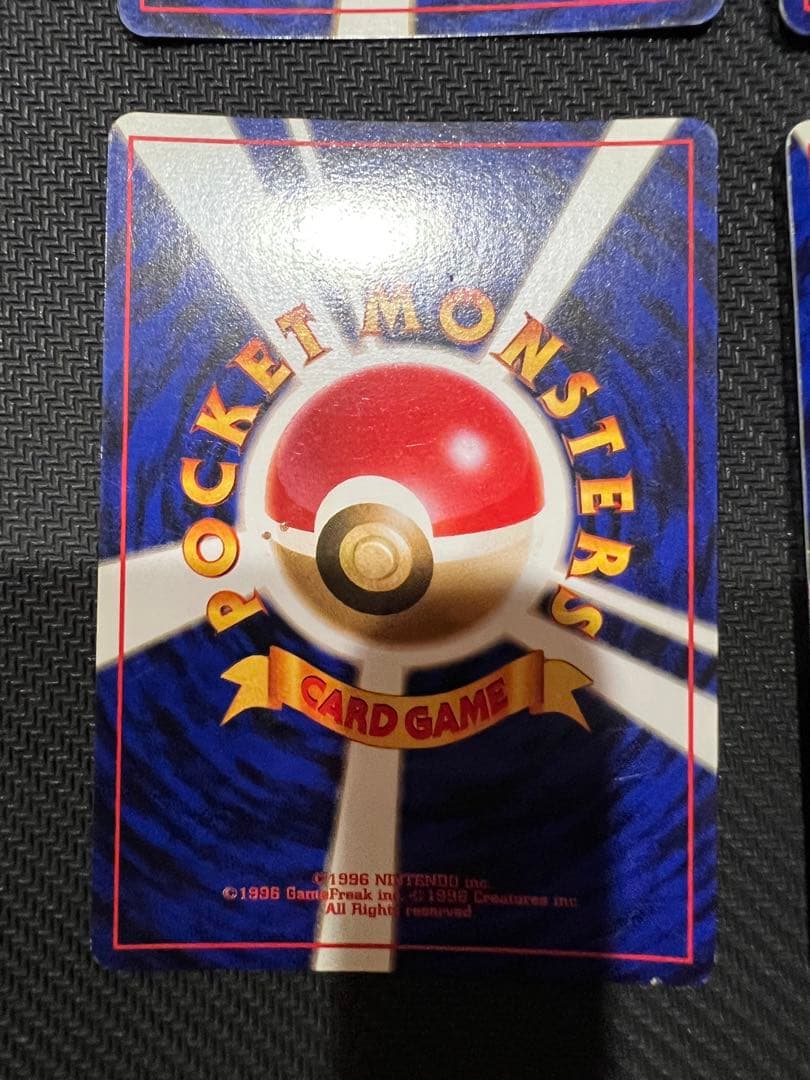 POCKET MONSTERS
CARD GAME
©1996 NINTENDO inc.
©1996 GameFreak inc. ©1996 Creatures inc
All Rights reserved